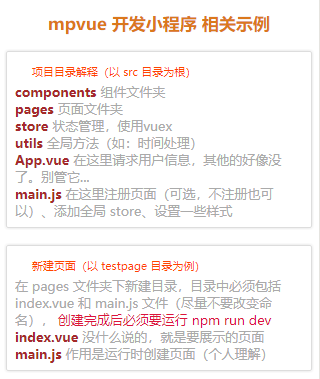 mpvue 开发小程序 相关示例
项目目录解释（以 src 目录为根）
components 组件文件夹
pages 页面文件夹
store 状态管理，使用vuex
utils 全局方法（如：时间处理）
App.vue 在这里请求用户信息，其他的好像没
了。别管它...
main.js 在这里注册页面（可选，不注册也可
以）、添加全局 store、设置一些样式
新建页面（以 testpage 目录为例）
在 pages 文件夹下新建目录，目录中必须包括
index.vue 和 main.js 文件（尽量不要改变命
名）， 创建完成后必须要运行 npm run dev
index.vue 没什么说的，就是要展示的页面
main.js 作用是运行时创建页面（个人理解）